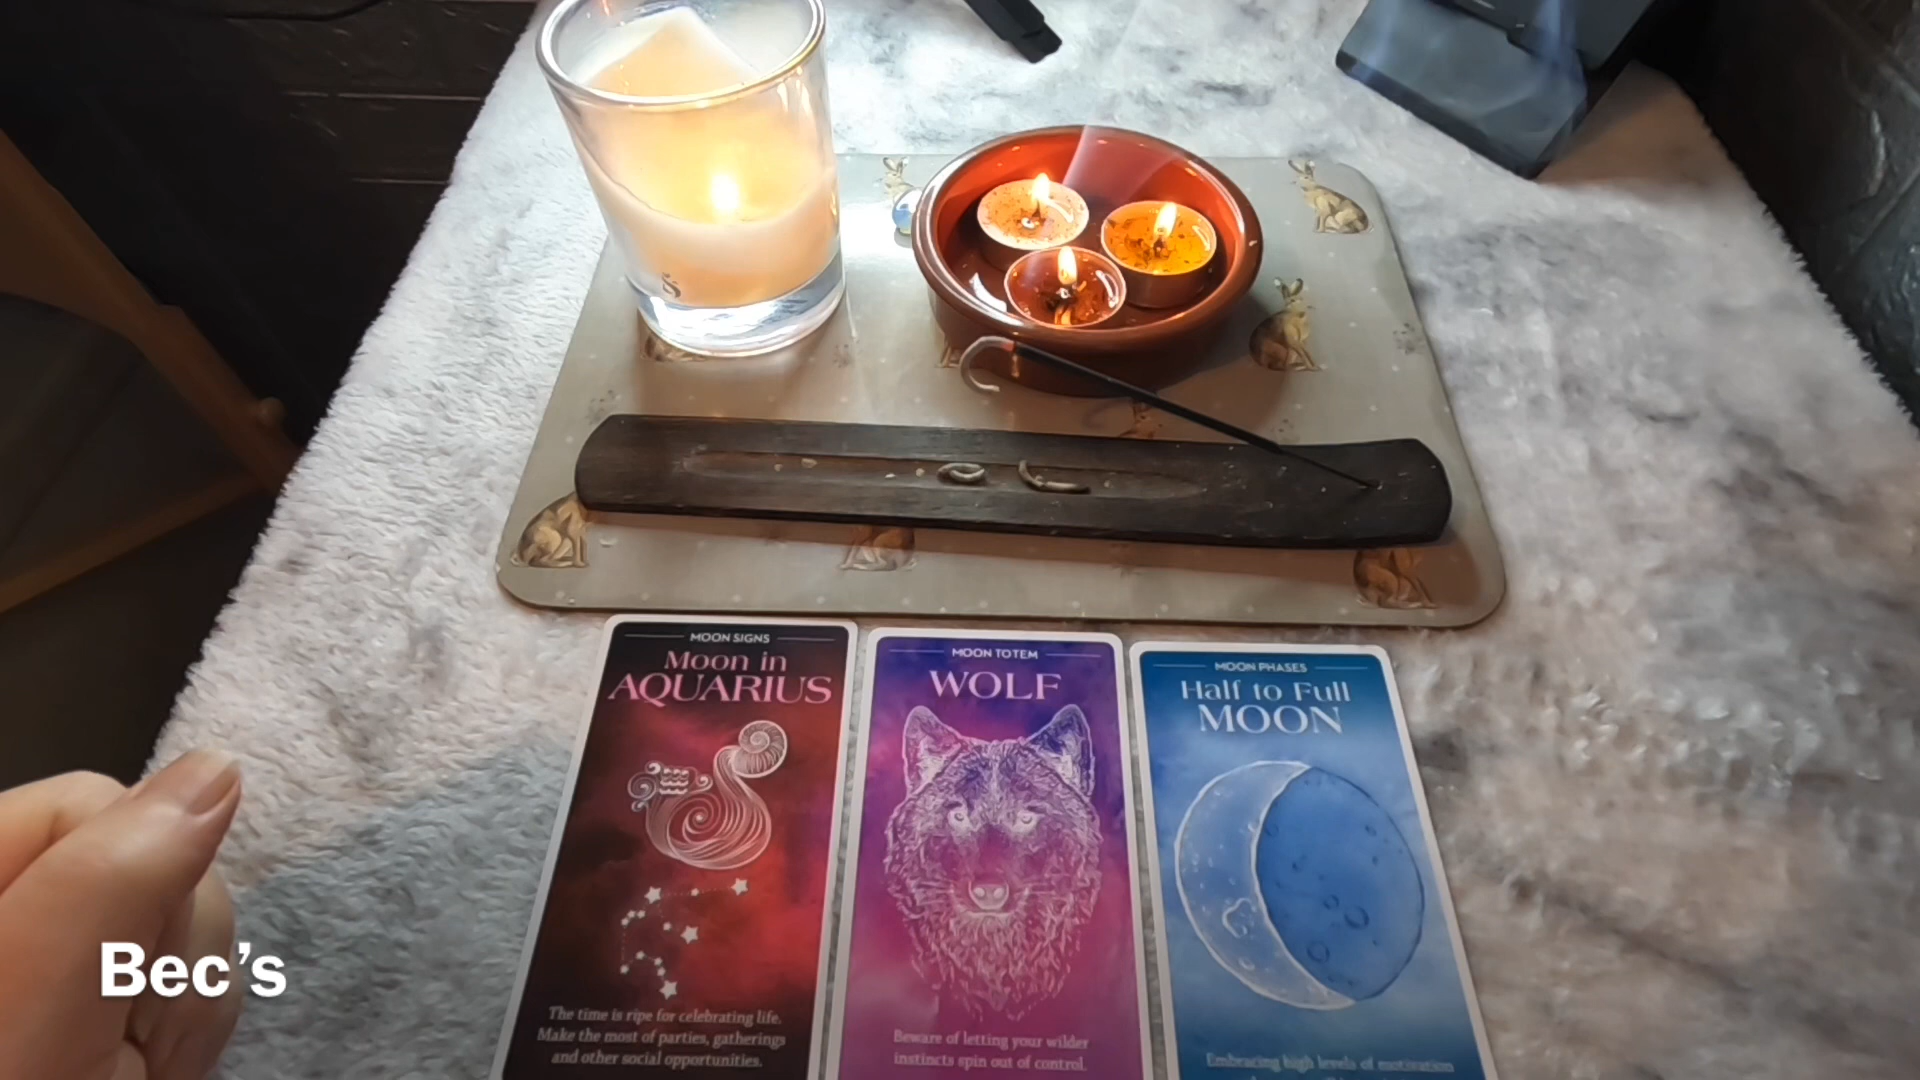 MOON SIGNS
Moon in
AQUARIUS
The time is ripe for celebrating life.
Make the most of parties, gatherings
and other social opportunities.
MOON TOTEM
WOLF
Beware of letting your wilder
instincts spin out of control.
MOON PHASES
Half to Full
MOON
Embracing high levels of motivation
Bec's